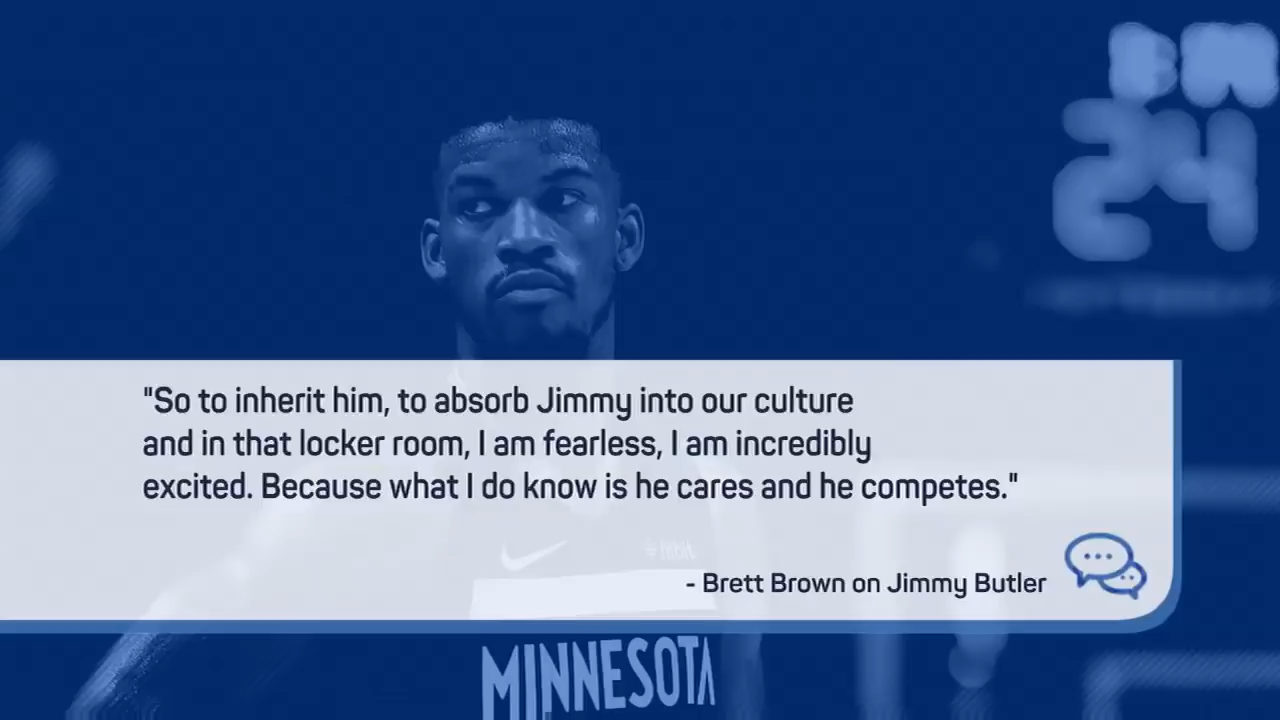 "So to inherit him, to absorb Jimmy into our culture
and in that locker room, I am fearless, I am incredibly
excited. Because what I do know is he cares and he competes."
- Brett Brown on Jimmy Butler
MINNESOTA
24